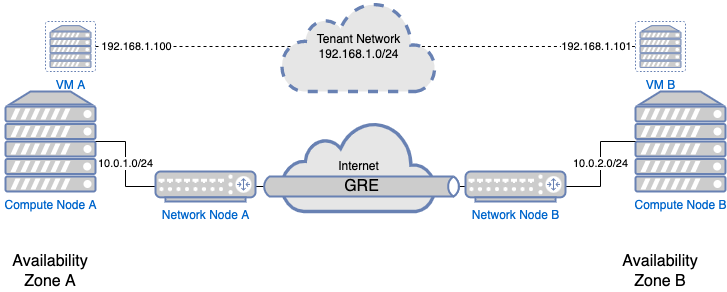 Tenant Network
192.168.1.0/24
192.168.1.100
192.168.1.101
VM A
VM B
10.0.1.0/24
Internet
GRE
10.0.2.0/24
Compute Node A
Network Node A
Network Node B
Compute Node B
Availability
Zone A
Availability
Zone B